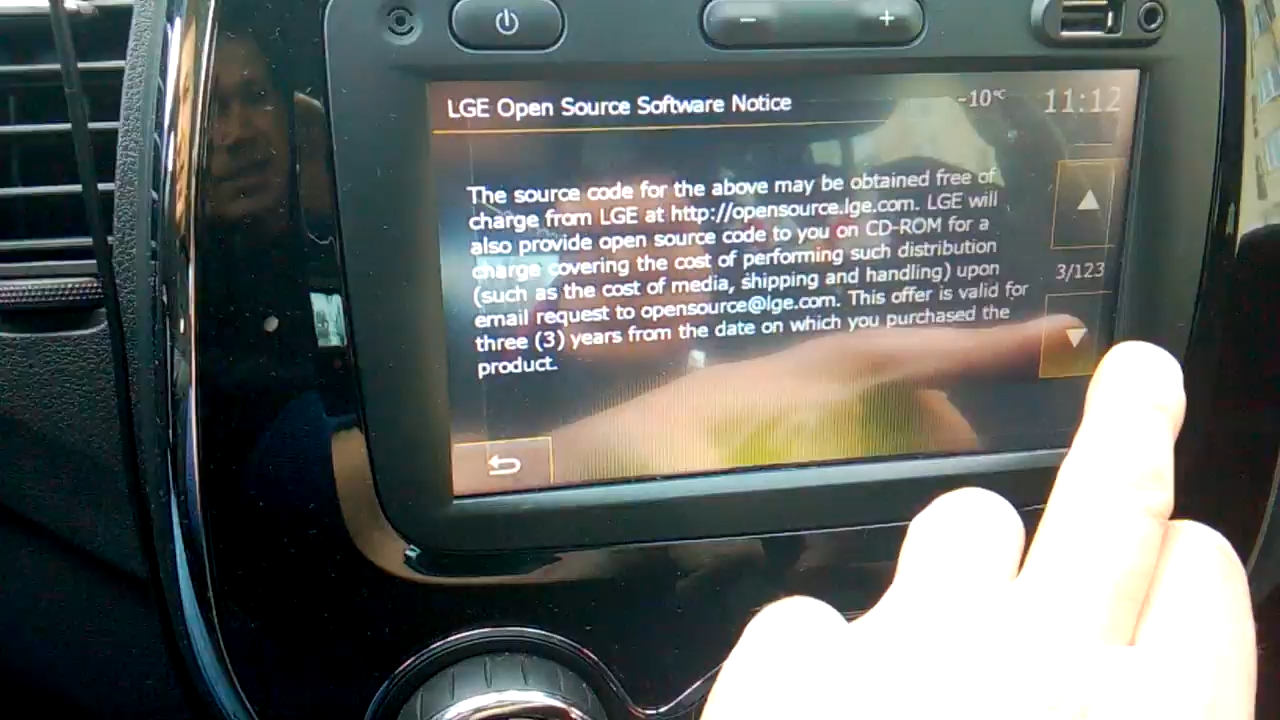 LGE Open Source Software Notice
-10°C
11:12
The source code for the above may be obtained free of
charge from LGE at http://opensource.lge.com. LGE will
also provide open source code to you on CD-ROM for a
charge covering the cost of performing such distribution
(such as the cost of media, shipping and handling) upon
email request to opensource@lge.com. This offer is valid for
three (3) years from the date on which you purchased the
product.
3/123